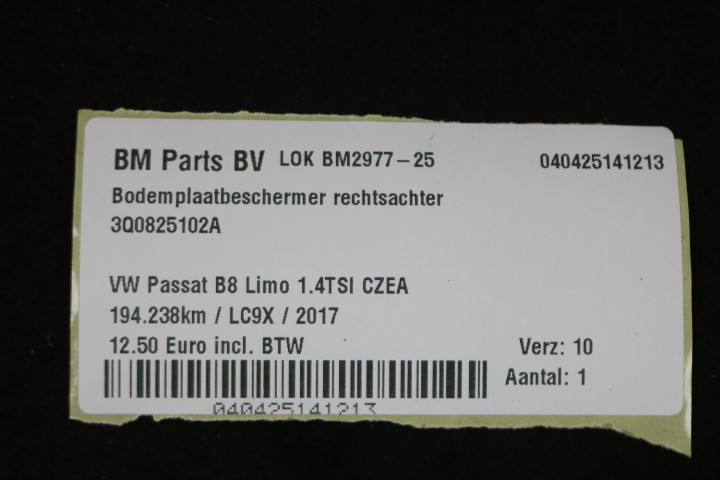 BM Parts BV LOK BM2977-25 040425141213
Bodemplaatbeschermer rechtsachter
3Q0825102A
VW Passat B8 Limo 1.4TSI CZEA
194.238km / LC9X / 2017
12.50 Euro incl. BTW Verz: 10
Aantal: 1
040425141213